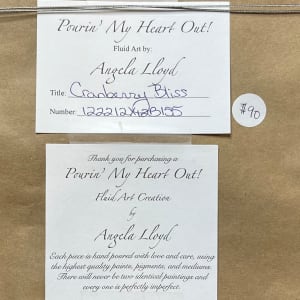 Pourin' My Heart Out!
Fluid Art by:
Angela Lloyd
Title: Cranberry Bliss
Number:
$90
Thank you for purchasing a
Pourin' My Heart Out!
Fluid Art Creation
by
Angela Lloyd
Each piece is hand poured with love and care, using
the highest quality paints, pigments, and mediums.
There will never be two identical paintings and
every one is perfectly imperfect.